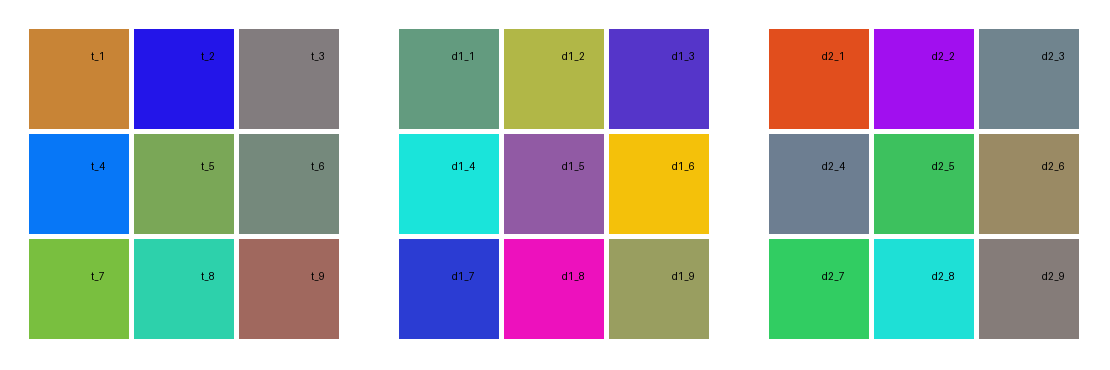 t_1 t_2 t_3 d1_1 d1_2 d1_3 d2_1 d2_2 d2_3
t_4 t_5 t_6 d1_4 d1_5 d1_6 d2_4 d2_5 d2_6
t_7 t_8 t_9 d1_7 d1_8 d1_9 d2_7 d2_8 d2_9